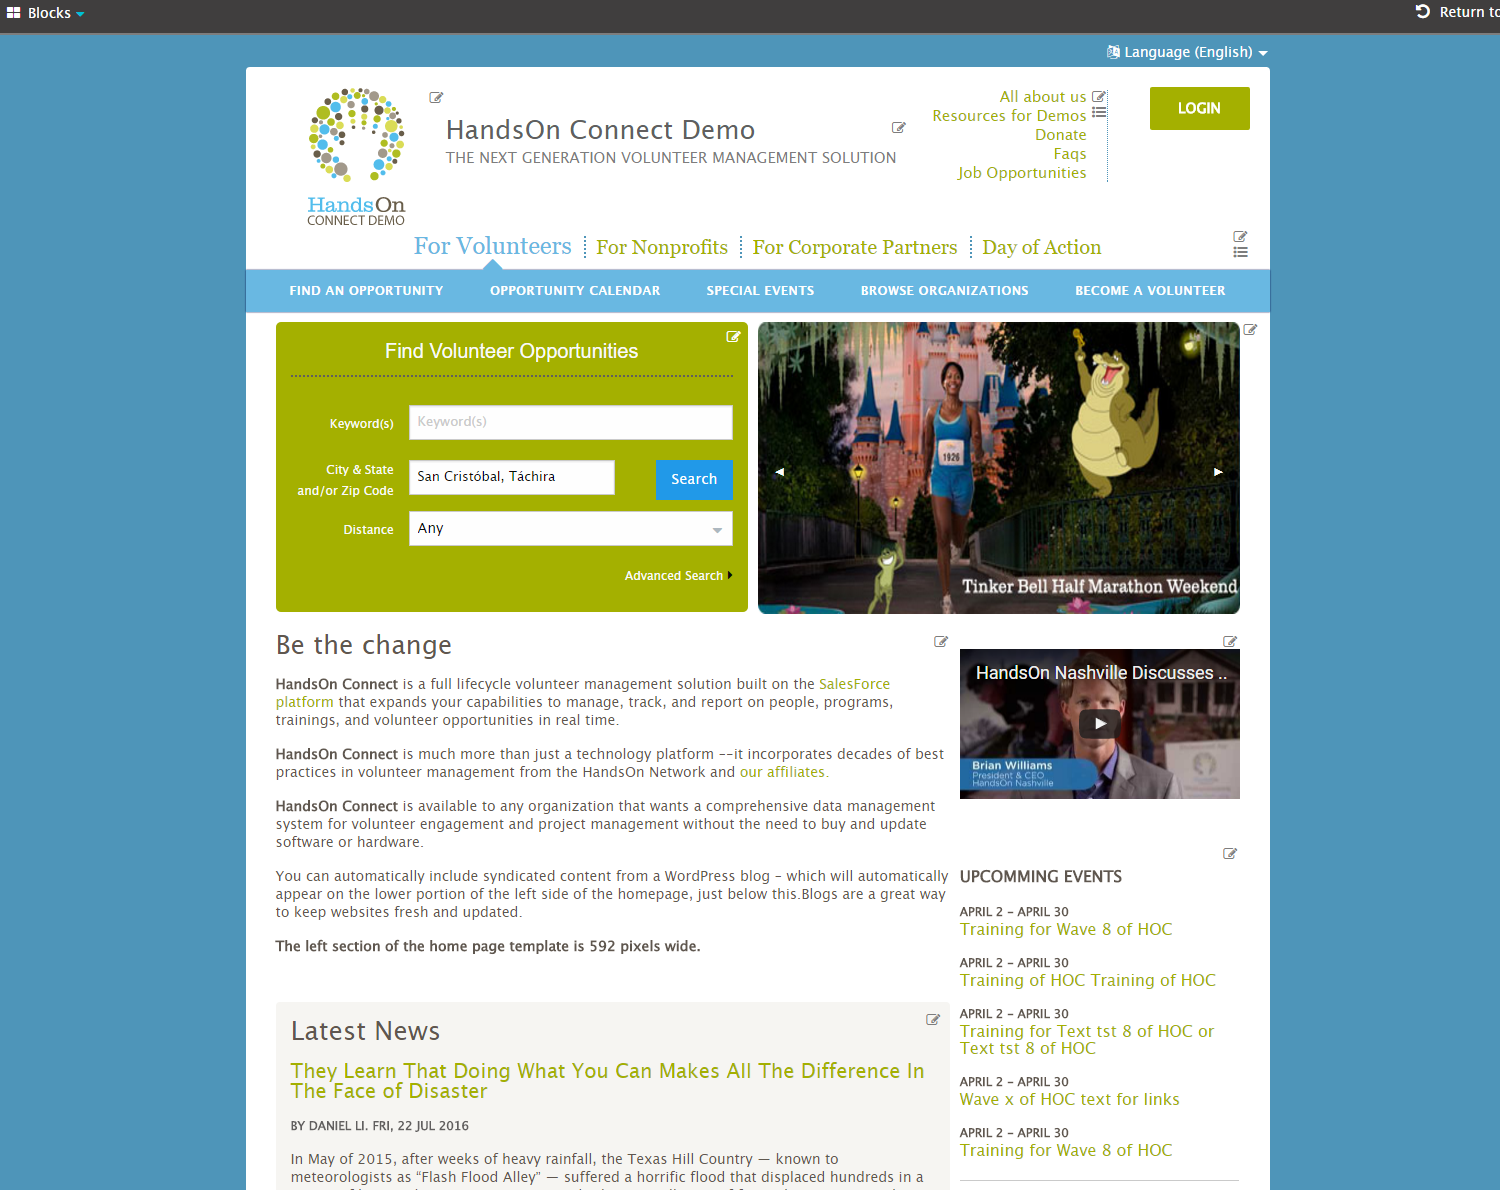 Blocks
Return to
Language (English)
HandsOn
CONNECT DEMO
HandsOn Connect Demo
THE NEXT GENERATION VOLUNTEER MANAGEMENT SOLUTION
All about us
Resources for Demos
Donate
Faqs
Job Opportunities
LOGIN
For Volunteers
For Nonprofits
For Corporate Partners
Day of Action
FIND AN OPPORTUNITY
OPPORTUNITY CALENDAR
SPECIAL EVENTS
BROWSE ORGANIZATIONS
BECOME A VOLUNTEER
Find Volunteer Opportunities
Keyword(s)
Keyword(s)
City & State
and/or Zip Code
San Cristóbal, Táchira
Search
Distance
Any
Advanced Search
1926
Tinker Bell Half Marathon Weekend
Be the change
HandsOn Connect is a full lifecycle volunteer management solution built on the SalesForce
platform that expands your capabilities to manage, track, and report on people, programs,
trainings, and volunteer opportunities in real time.
HandsOn Connect is much more than just a technology platform --it incorporates decades of best
practices in volunteer management from the HandsOn Network and our affiliates.
HandsOn Connect is available to any organization that wants a comprehensive data management
system for volunteer engagement and project management without the need to buy and update
software or hardware.
You can automatically include syndicated content from a WordPress blog – which will automatically
appear on the lower portion of the left side of the homepage, just below this.Blogs are a great way
to keep websites fresh and updated.
The left section of the home page template is 592 pixels wide.
HandsOn Nashville Discusses ..
Brian Williams
President & CEO
HandsOn Nashville
UPCOMMING EVENTS
APRIL 2 – APRIL 30
Training for Wave 8 of HOC
APRIL 2 – APRIL 30
Training of HOC Training of HOC
APRIL 2 – APRIL 30
Training for Text tst 8 of HOC or
Text tst 8 of HOC
APRIL 2 – APRIL 30
Wave x of HOC text for links
APRIL 2 – APRIL 30
Training for Wave 8 of HOC
Latest News
They Learn That Doing What You Can Makes All The Difference In
The Face of Disaster
BY DANIEL LI. FRI, 22 JUL 2016
In May of 2015, after weeks of heavy rainfall, the Texas Hill Country — known to
meteorologists as “Flash Flood Alley” — suffered a horrific flood that displaced hundreds in a